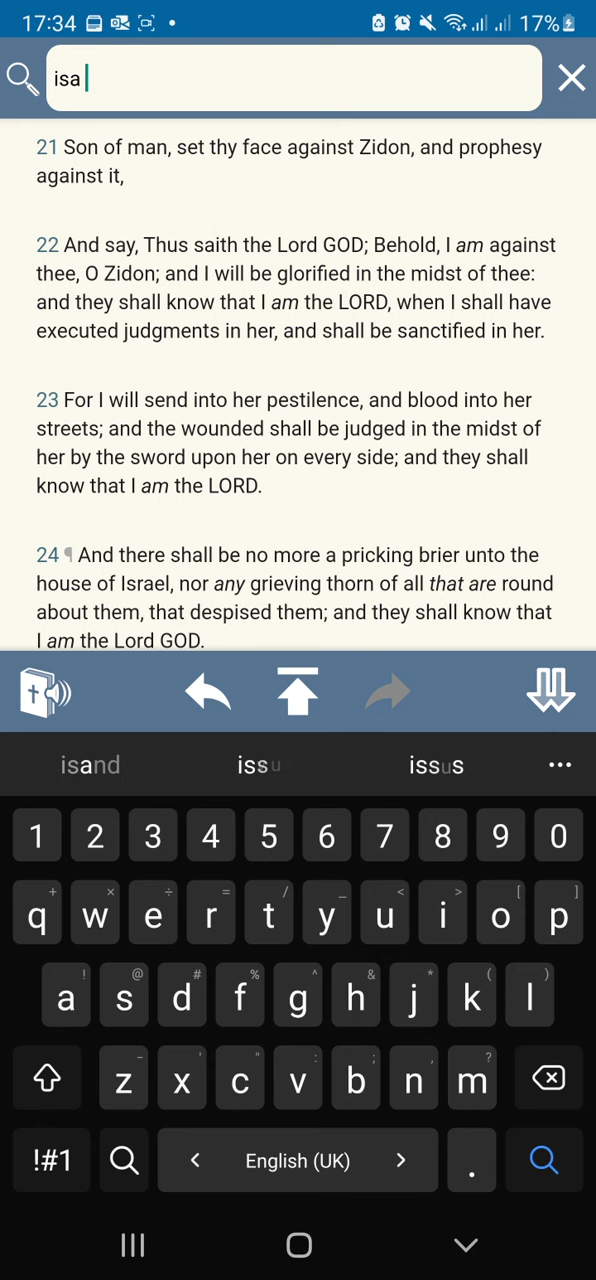 17:34 17%
isa
21 Son of man, set thy face against Zidon, and prophesy
against it,
22 And say, Thus saith the Lord GOD; Behold, I am against
thee, O Zidon; and I will be glorified in the midst of thee:
and they shall know that I am the LORD, when I shall have
executed judgments in her, and shall be sanctified in her.
23 For I will send into her pestilence, and blood into her
streets; and the wounded shall be judged in the midst of
her by the sword upon her on every side; and they shall
know that I am the LORD.
24 ¶ And there shall be no more a pricking brier unto the
house of Israel, nor any grieving thorn of all that are round
about them, that despised them; and they shall know that
I am the Lord GOD.
isand issu issus ...
1 2 3 4 5 6 7 8 9 0
+ × ÷ = / _ < > [ ]
q w e r t y u i o p
! @ # % ^ & * ( )
a s d f g h j k l
- ' " : ; , ?
z x c v b n m
!#1 < English (UK) > .